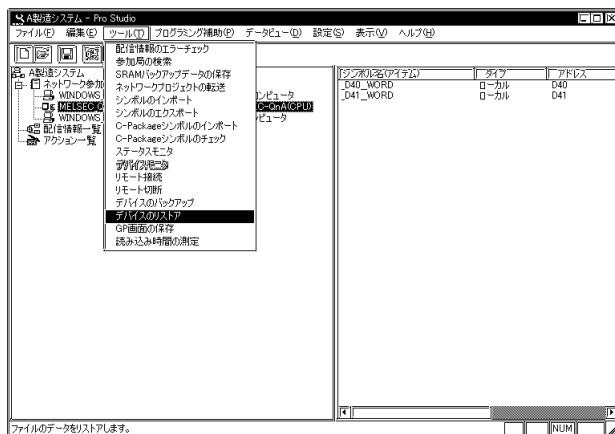 A製造システム - Pro Studio
ファイル(F) 編集(E) ツール(T) プログラミング補助(P) データビュー(D) 設定(S) 表示(V) ヘルプ(H)
配信情報のエラーチェック
参加局の検索
SRAMバックアップデータの保存
ネットワークプロジェクトの転送
シンボルのインポート
シンボルのエクスポート
C-Packageシンボルのインポート
C-Packageシンボルのチェック
ステータスモニタ
デバイスモニタ
リモート接続
リモート切断
デバイスのバックアップ
デバイスのリストア
GP画面の保存
読み込み時間の測定
A製造システム
ネットワーク参加
WINDOWS ンピュータ
MELSEC C-QnA(CPU)
WINDOWS ピュータ
配信情報一覧
アクション一覧
シンボル名(アイテム) タイプ アドレス
_D40_WORD ローカル D40
_D41_WORD ローカル D41
ファイルのデータをリストアします。
NUM